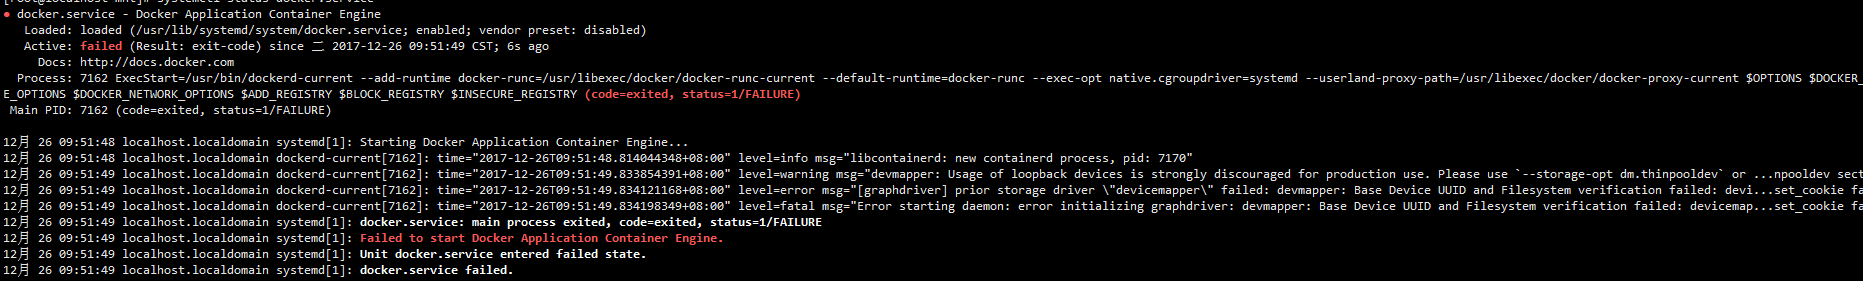 [root@localhost mnt]# systemctl status docker.service
● docker.service - Docker Application Container Engine
Loaded: loaded (/usr/lib/systemd/system/docker.service; enabled; vendor preset: disabled)
Active: failed (Result: exit-code) since 二 2017-12-26 09:51:49 CST; 6s ago
Docs: http://docs.docker.com
Process: 7162 ExecStart=/usr/bin/dockerd-current --add-runtime docker-runc=/usr/libexec/docker/docker-runc-current --default-runtime=docker-runc --exec-opt native.cgroupdriver=systemd --userland-proxy-path=/usr/libexec/docker/docker-proxy-current $OPTIONS $DOCKER_
E_OPTIONS $DOCKER_NETWORK_OPTIONS $ADD_REGISTRY $BLOCK_REGISTRY $INSECURE_REGISTRY (code=exited, status=1/FAILURE)
Main PID: 7162 (code=exited, status=1/FAILURE)
12月 26 09:51:48 localhost.localdomain systemd[1]: Starting Docker Application Container Engine...
12月 26 09:51:48 localhost.localdomain dockerd-current[7162]: time="2017-12-26T09:51:48.814044348+08:00" level=info msg="libcontainerd: new containerd process, pid: 7170"
12月 26 09:51:49 localhost.localdomain dockerd-current[7162]: time="2017-12-26T09:51:49.833854391+08:00" level=warning msg="devmapper: Usage of loopback devices is strongly discouraged for production use. Please use `--storage-opt dm.thinpooldev` or ...npooldev sect
12月 26 09:51:49 localhost.localdomain dockerd-current[7162]: time="2017-12-26T09:51:49.834121168+08:00" level=error msg="[graphdriver] prior storage driver \"devicemapper\" failed: devmapper: Base Device UUID and Filesystem verification failed: devi...set_cookie fa
12月 26 09:51:49 localhost.localdomain dockerd-current[7162]: time="2017-12-26T09:51:49.834198349+08:00" level=fatal msg="Error starting daemon: error initializing graphdriver: devmapper: Base Device UUID and Filesystem verification failed: devicemap...set_cookie fa
12月 26 09:51:49 localhost.localdomain systemd[1]: docker.service: main process exited, code=exited, status=1/FAILURE
12月 26 09:51:49 localhost.localdomain systemd[1]: Failed to start Docker Application Container Engine.
12月 26 09:51:49 localhost.localdomain systemd[1]: Unit docker.service entered failed state.
12月 26 09:51:49 localhost.localdomain systemd[1]: docker.service failed.